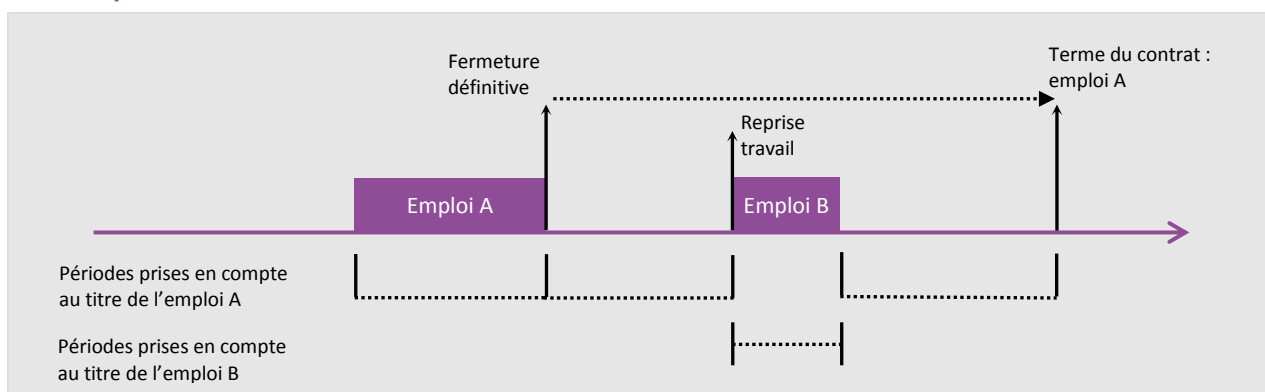 Fermeture
définitive
Terme du contrat :
emploi A
Reprise
travail
Emploi A
Emploi B
Périodes prises en compte
au titre de l'emploi A
Périodes prises en compte
au titre de l'emploi B